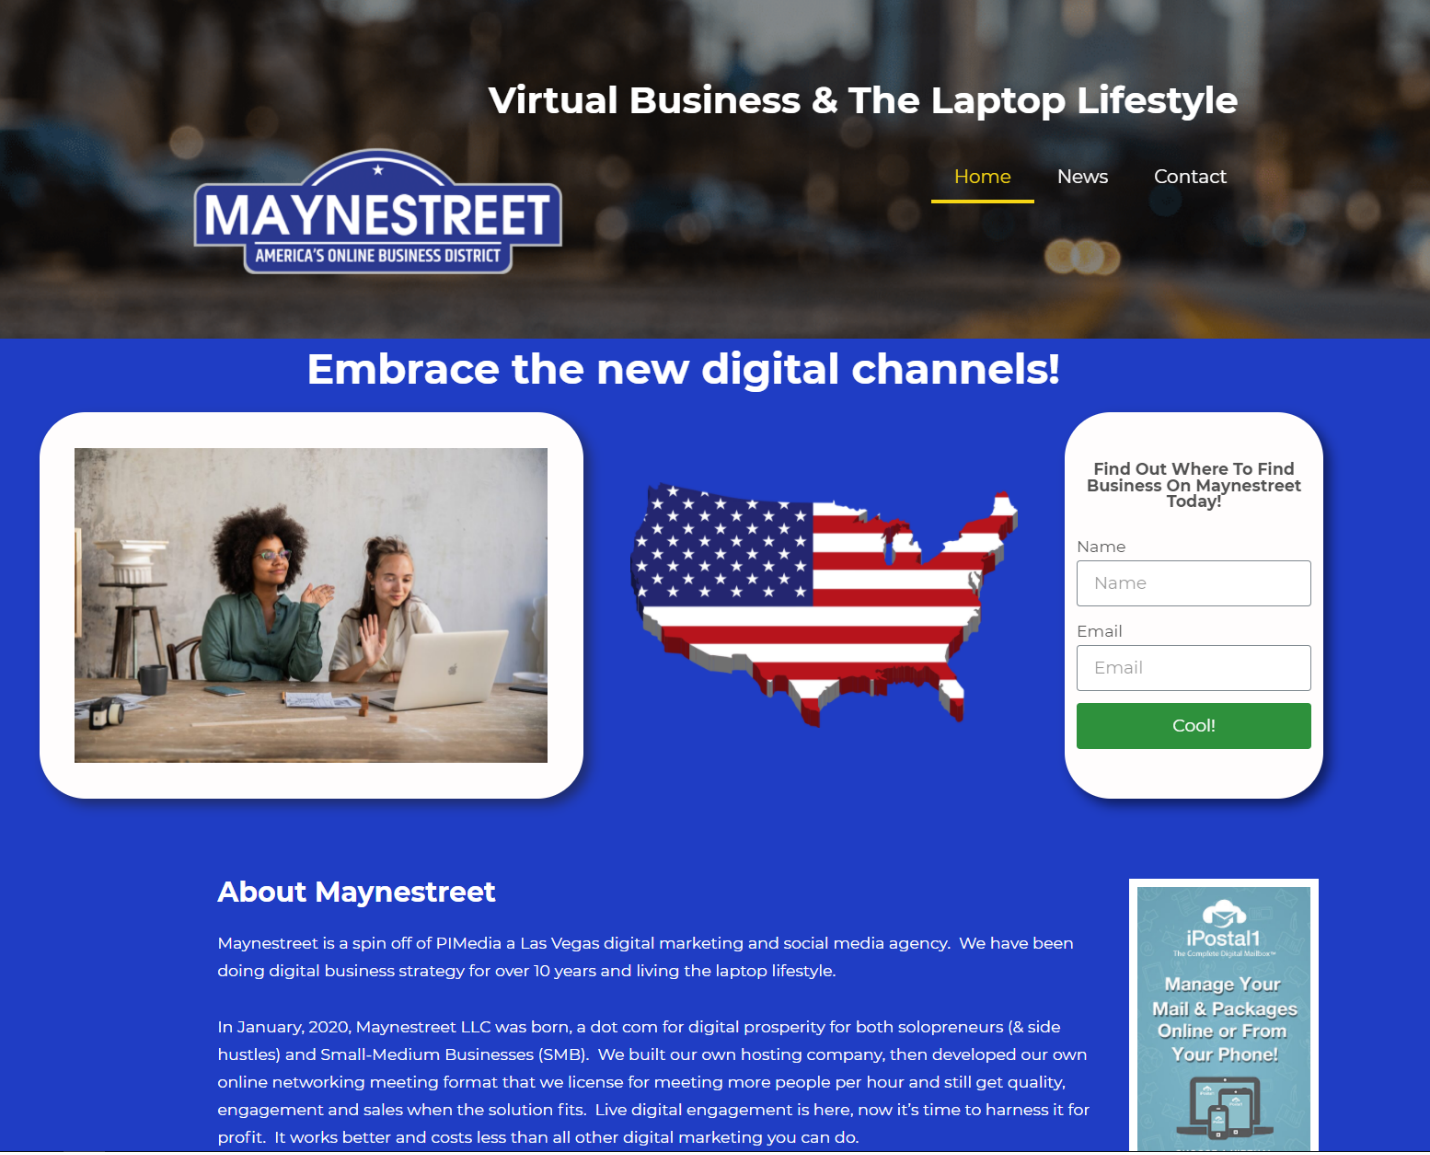 Virtual Business & The Laptop Lifestyle
Home News Contact
MAYNESTREET
AMERICA'S ONLINE BUSINESS DISTRICT
Embrace the new digital channels!
Find Out Where To Find
Business On Maynestreet
Today!
Name
Name
Email
Email
Cool!
About Maynestreet
Maynestreet is a spin off of PIMedia a Las Vegas digital marketing and social media agency.  We have been
doing digital business strategy for over 10 years and living the laptop lifestyle.
In January, 2020, Maynestreet LLC was born, a dot com for digital prosperity for both solopreneurs (& side
hustles) and Small-Medium Businesses (SMB).  We built our own hosting company, then developed our own
online networking meeting format that we license for meeting more people per hour and still get quality,
engagement and sales when the solution fits.  Live digital engagement is here, now it's time to harness it for
profit.  It works better and costs less than all other digital marketing you can do.
iPostal1
The Complete Digital Mailbox™
Manage Your
Mail & Packages
Online or From
Your Phone!